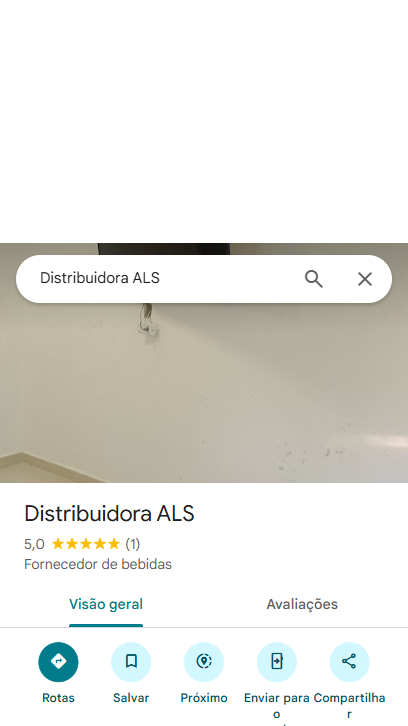 Distribuidora ALS
Distribuidora ALS
5,0 (1)
Fornecedor de bebidas
Visão geral Avaliações
Rotas Salvar Próximo Enviar para o Compartilhar